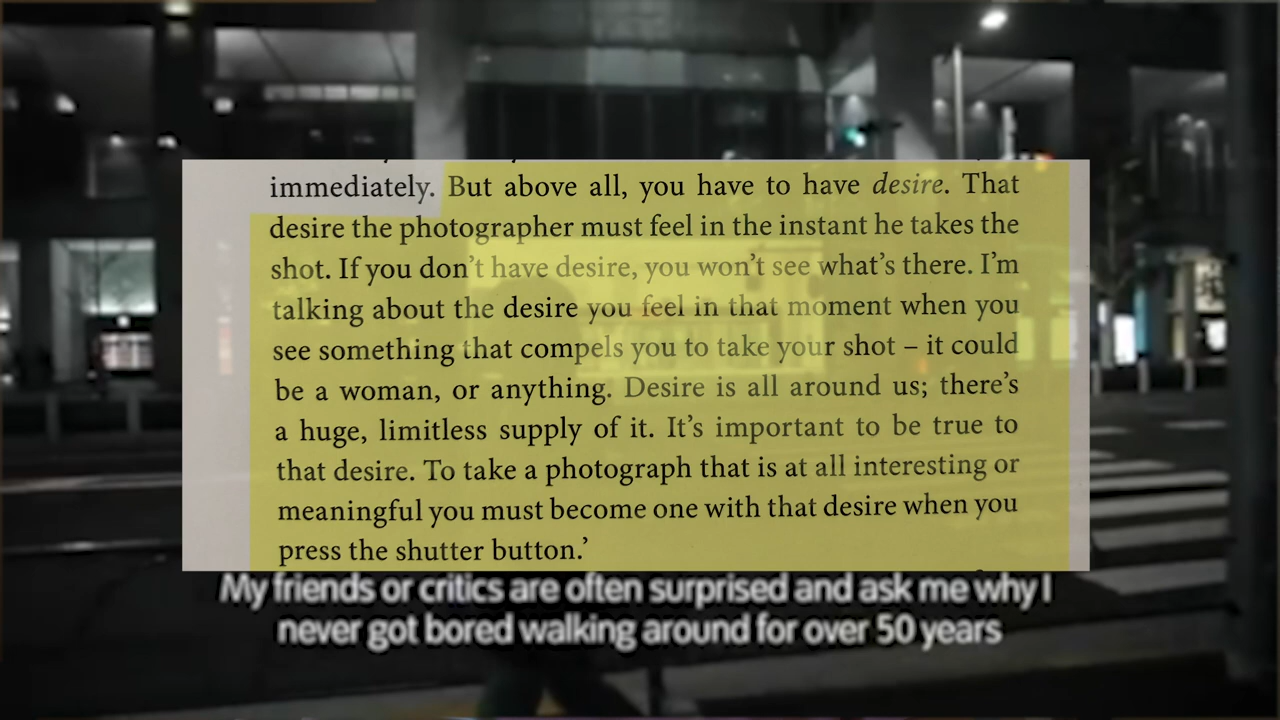 immediately. But above all, you have to have desire. That
desire the photographer must feel in the instant he takes the
shot. If you don’t have desire, you won’t see what’s there. I’m
talking about the desire you feel in that moment when you
see something that compels you to take your shot – it could
be a woman, or anything. Desire is all around us; there’s
a huge, limitless supply of it. It’s important to be true to
that desire. To take a photograph that is at all interesting or
meaningful you must become one with that desire when you
press the shutter button.’
My friends or critics are often surprised and ask me why I
never got bored walking around for over 50 years